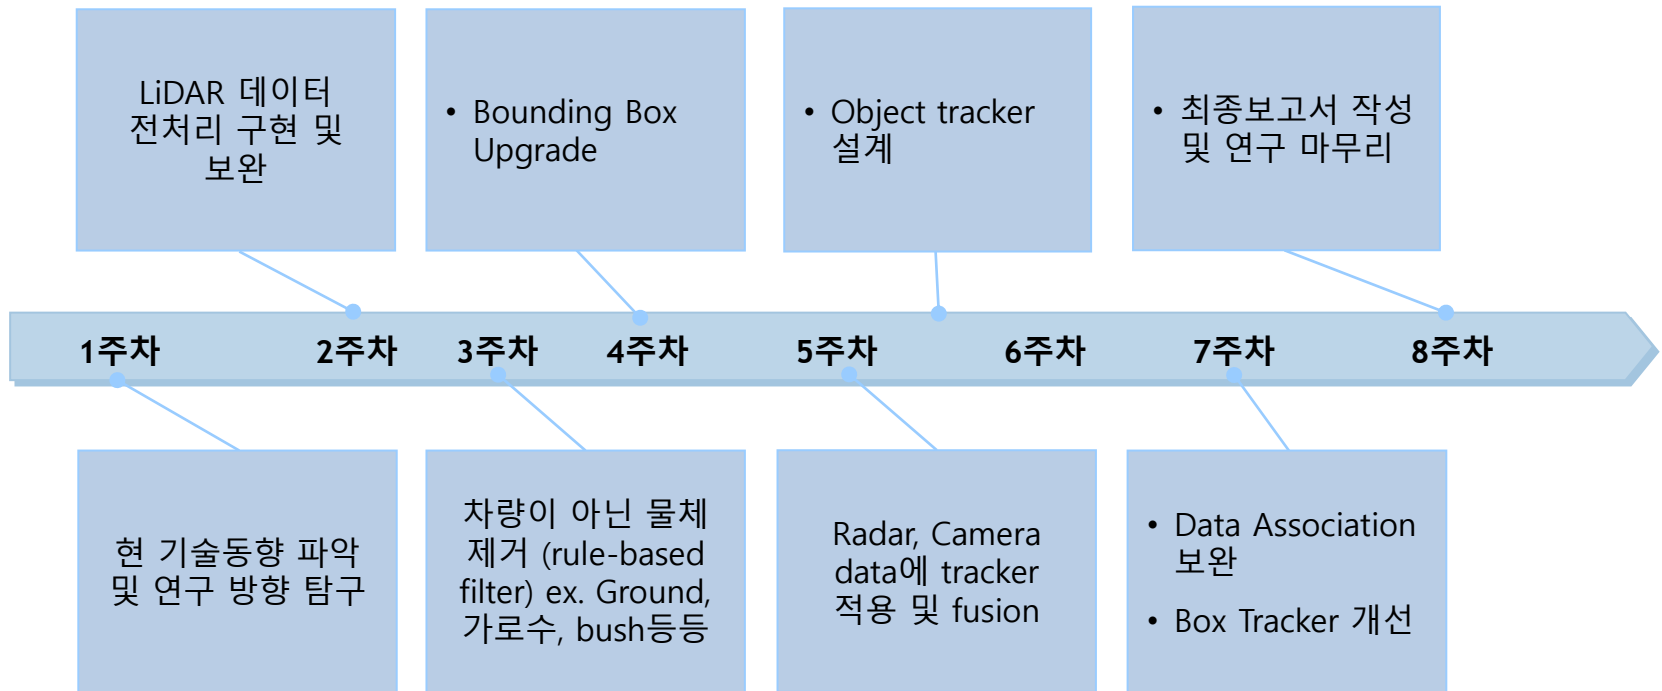 LiDAR 데이터
전처리 구현 및
보완
• Bounding Box
Upgrade
• Object tracker
설계
• 최종보고서 작성
및 연구 마무리
1주차 2주차 3주차 4주차 5주차 6주차 7주차 8주차
현 기술동향 파악
및 연구 방향 탐구
차량이 아닌 물체
제거 (rule-based
filter) ex. Ground,
가로수, bush등등
Radar, Camera
data에 tracker
적용 및 fusion
• Data Association
보완
• Box Tracker 개선